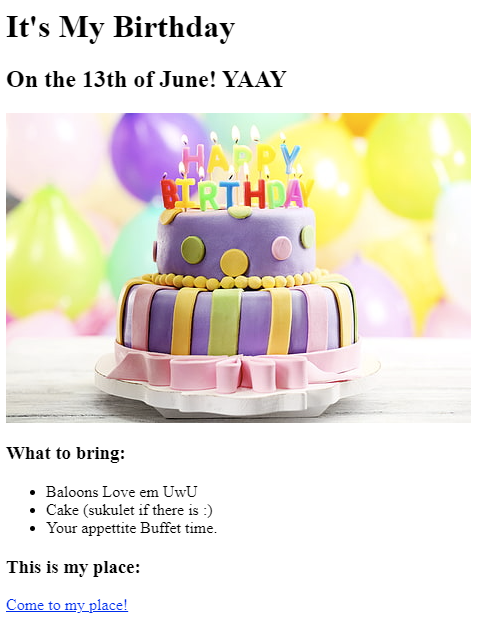 It's My Birthday
On the 13th of June! YAAY
HAPPY
BIRTHDAY
What to bring:
Baloons Love em UwU
Cake (sukulet if there is :)
Your appettite Buffet time.
This is my place:
Come to my place!